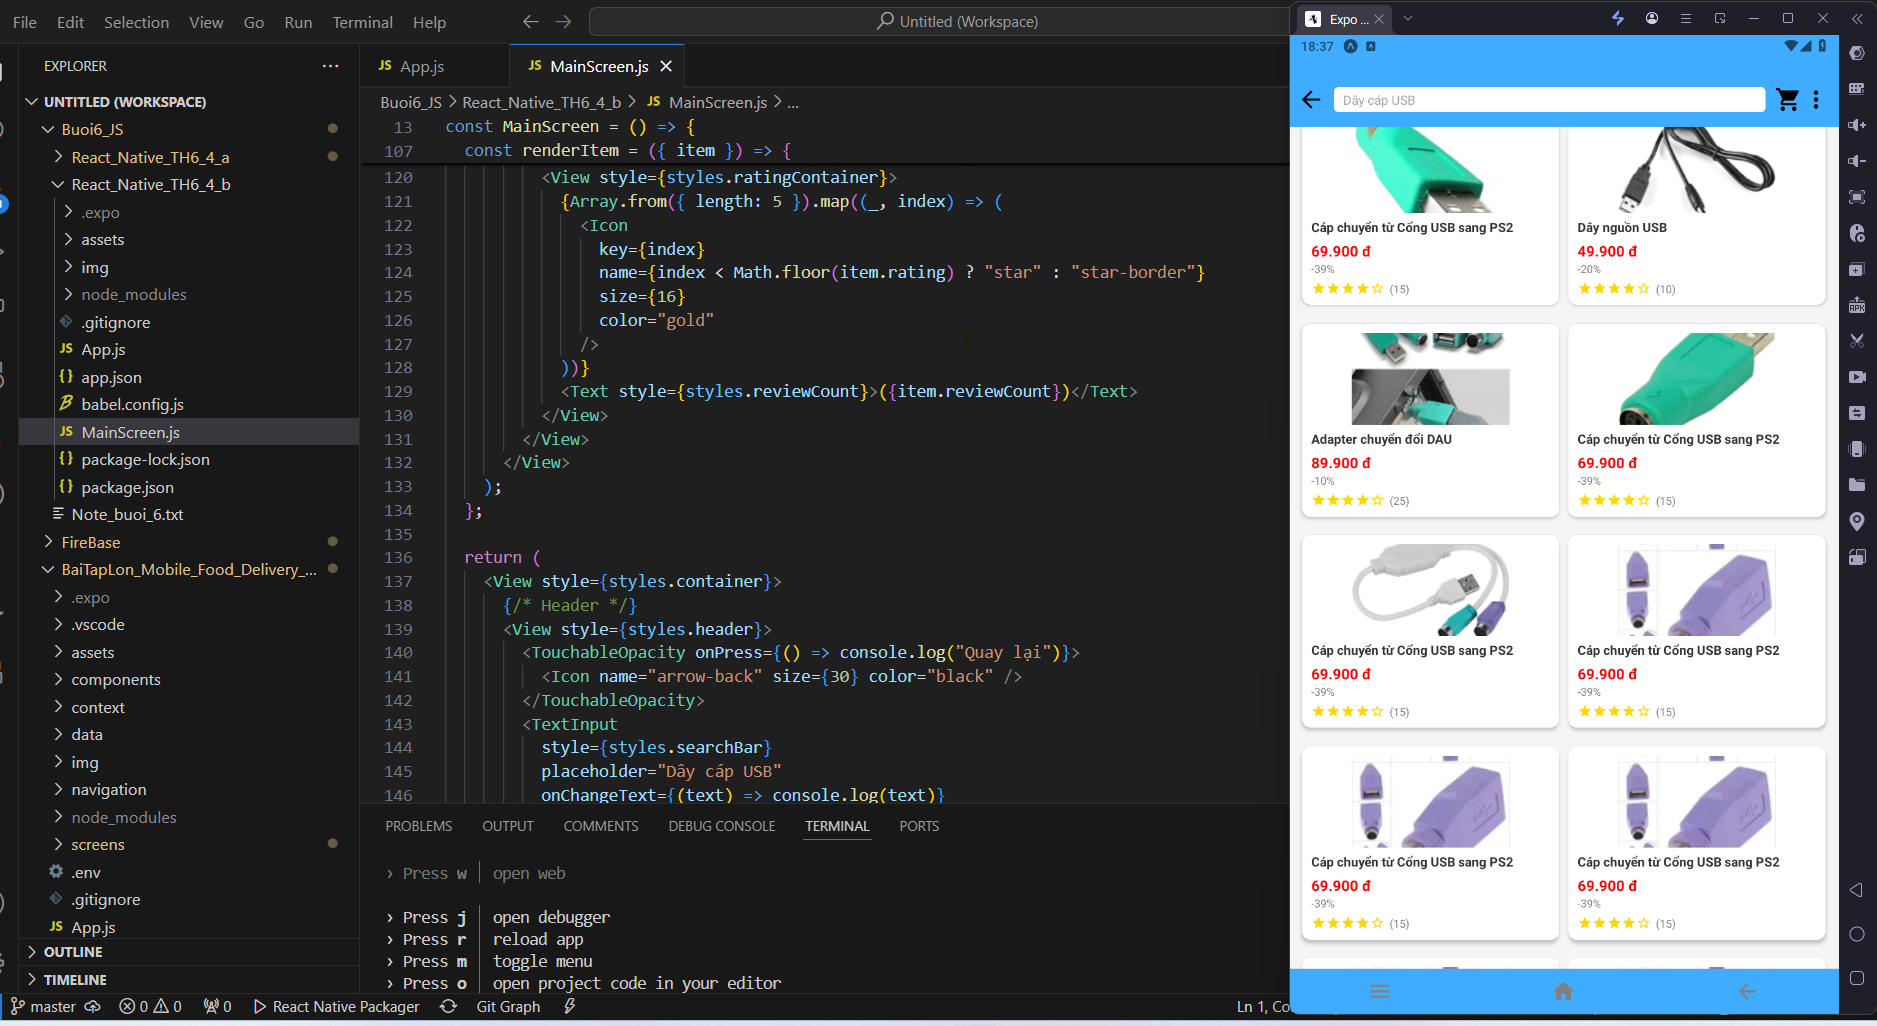 File Edit Selection View Go Run Terminal Help
Untitled (Workspace)
EXPLORER
UNTITLED (WORKSPACE)
Buoi6_JS
React_Native_TH6_4_a
React_Native_TH6_4_b
.expo
assets
img
node_modules
.gitignore
JS App.js
{} app.json
babel.config.js
JS MainScreen.js
{} package-lock.json
{} package.json
Note_buoi_6.txt
FireBase
BaiTapLon_Mobile_Food_Delivery_...
.expo
.vscode
assets
components
context
data
img
navigation
node_modules
screens
.env
.gitignore
JS App.js
OUTLINE
TIMELINE
JS App.js
JS MainScreen.js
Buoi6_JS > React_Native_TH6_4_b > JS MainScreen.js > ...
13 const MainScreen = () => {
107 const renderItem = ({ item }) => {
120 <View style={styles.ratingContainer}>
121 {Array.from({ length: 5 }).map((_, index) => (
122 <Icon
123 key={index}
124 name={index < Math.floor(item.rating) ? "star" : "star-border"}
125 size={16}
126 color="gold"
127 />
128 ))}
129 <Text style={styles.reviewCount}>({item.reviewCount})</Text>
130 </View>
131 </View>
132 </View>
133 );
134 };
135
136 return (
137 <View style={styles.container}>
138 {/* Header */}
139 <View style={styles.header}>
140 <TouchableOpacity onPress={() => console.log("Quay lại")}>
141 <Icon name="arrow-back" size={30} color="black" />
142 </TouchableOpacity>
143 <TextInput
144 style={styles.searchBar}
145 placeholder="Dây cáp USB"
146 onChangeText={(text) => console.log(text)}
PROBLEMS OUTPUT COMMENTS DEBUG CONSOLE TERMINAL PORTS
› Press w │ open web
› Press j │ open debugger
› Press r │ reload app
› Press m │ toggle menu
› Press o │ open project code in your editor
master 0 0 0 React Native Packager Git Graph
Ln 1,
Expo ...
18:37
Dây cáp USB
Cáp chuyển từ Cổng USB sang PS2
69.900 đ
-39%
(15)
Dây nguồn USB
49.900 đ
-20%
(10)
Adapter chuyển đổi DAU
89.900 đ
-10%
(25)
Cáp chuyển từ Cổng USB sang PS2
69.900 đ
-39%
(15)
Cáp chuyển từ Cổng USB sang PS2
69.900 đ
-39%
(15)
Cáp chuyển từ Cổng USB sang PS2
69.900 đ
-39%
(15)
Cáp chuyển từ Cổng USB sang PS2
69.900 đ
-39%
(15)
Cáp chuyển từ Cổng USB sang PS2
69.900 đ
-39%
(15)